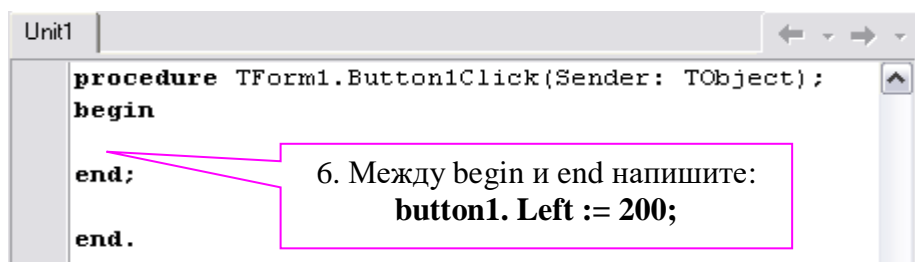 Unit1
procedure TForm1.Button1Click(Sender: TObject);
begin
end;
6. Между begin и end напишите:
button1. Left := 200;
end.